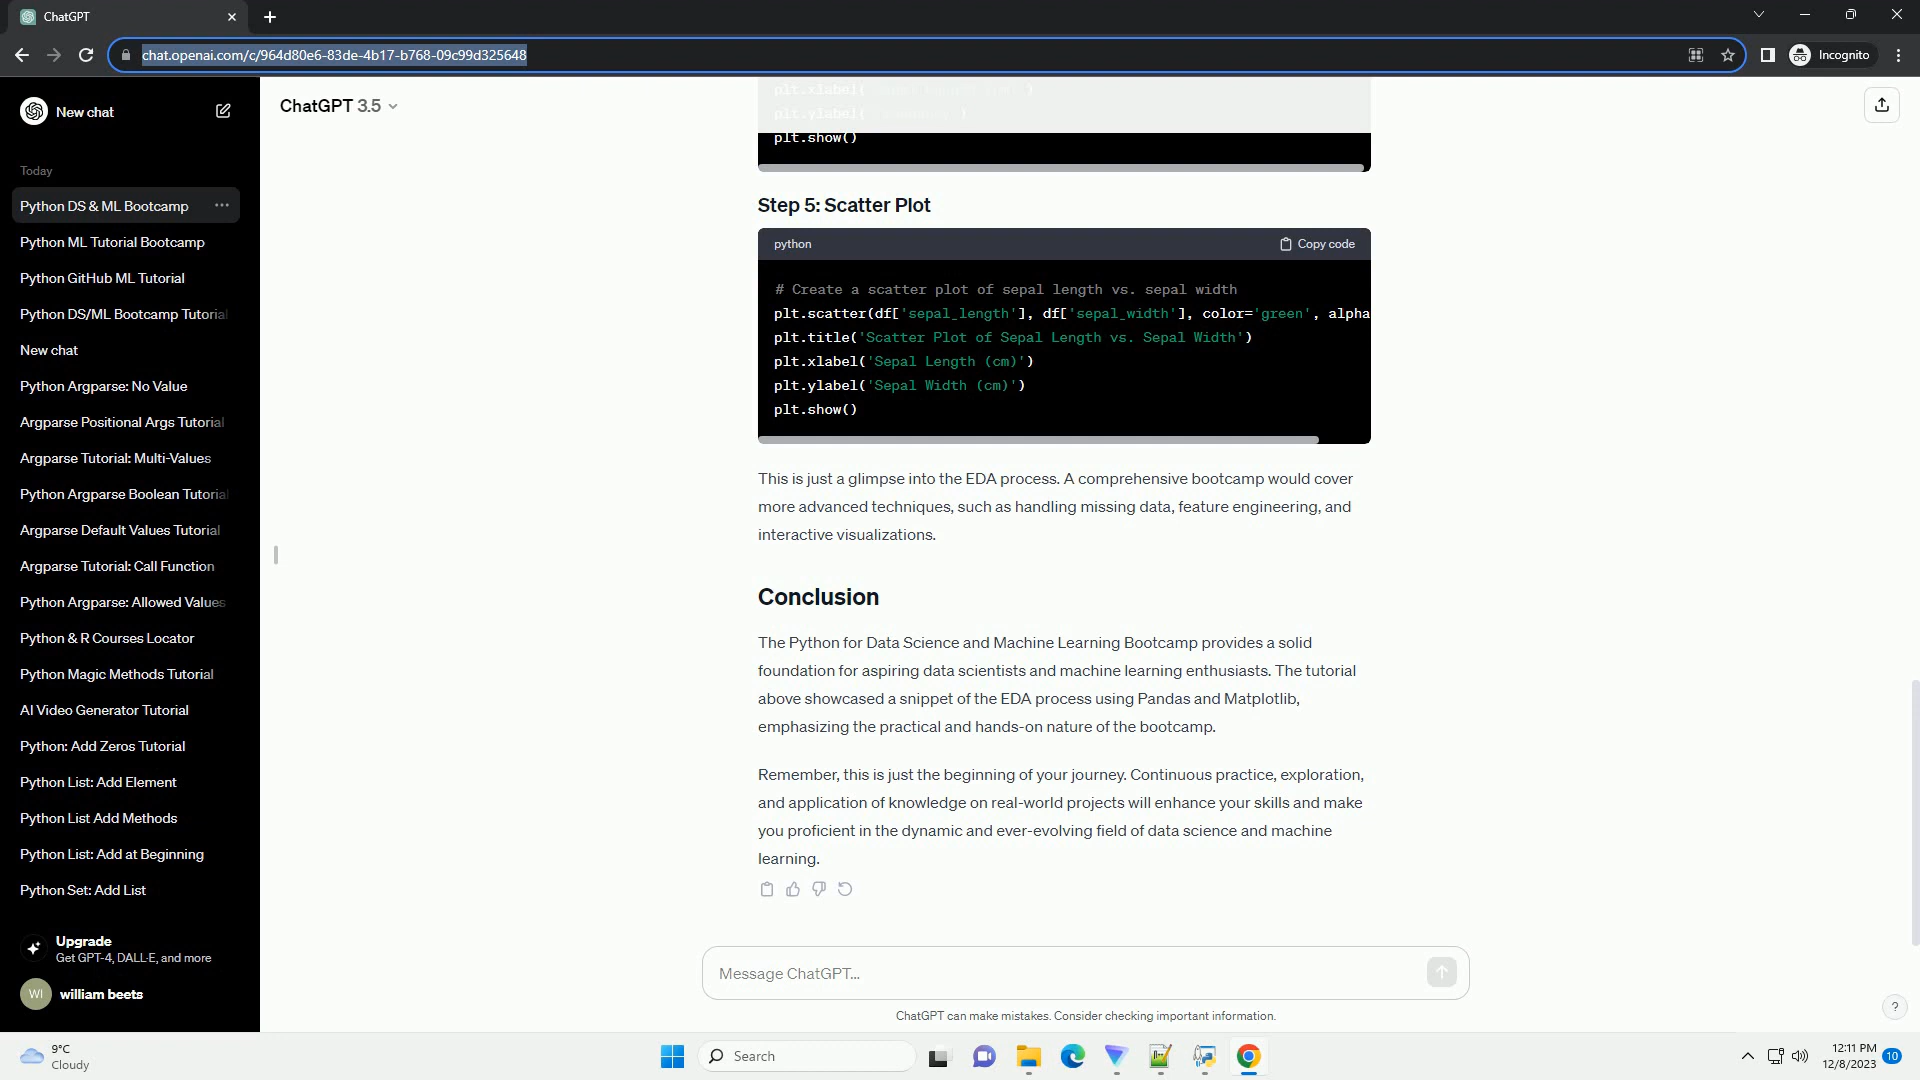 ChatGPT
chat.openai.com/c/964d80e6-83de-4b17-b768-09c99d325648
Incognito
New chat
ChatGPT 3.5
Today
Python DS & ML Bootcamp
Python ML Tutorial Bootcamp
Python GitHub ML Tutorial
Python DS/ML Bootcamp Tutorial
New chat
Python Argparse: No Value
Argparse Positional Args Tutorial
Argparse Tutorial: Multi-Values
Python Argparse Boolean Tutorial
Argparse Default Values Tutorial
Argparse Tutorial: Call Function
Python Argparse: Allowed Values
Python & R Courses Locator
Python Magic Methods Tutorial
AI Video Generator Tutorial
Python: Add Zeros Tutorial
Python List: Add Element
Python List Add Methods
Python List: Add at Beginning
Python Set: Add List
Upgrade
Get GPT-4, DALL·E, and more
WI
william beets
plt.xlabel(
plt.ylabel(
plt.show()
Step 5: Scatter Plot
python
Copy code
# Create a scatter plot of sepal length vs. sepal width
plt.scatter(df['sepal_length'], df['sepal_width'], color='green', alpha
plt.title('Scatter Plot of Sepal Length vs. Sepal Width')
plt.xlabel('Sepal Length (cm)')
plt.ylabel('Sepal Width (cm)')
plt.show()
This is just a glimpse into the EDA process. A comprehensive bootcamp would cover
more advanced techniques, such as handling missing data, feature engineering, and
interactive visualizations.
Conclusion
The Python for Data Science and Machine Learning Bootcamp provides a solid
foundation for aspiring data scientists and machine learning enthusiasts. The tutorial
above showcased a snippet of the EDA process using Pandas and Matplotlib,
emphasizing the practical and hands-on nature of the bootcamp.
Remember, this is just the beginning of your journey. Continuous practice, exploration,
and application of knowledge on real-world projects will enhance your skills and make
you proficient in the dynamic and ever-evolving field of data science and machine
learning.
Message ChatGPT...
ChatGPT can make mistakes. Consider checking important information.
?
9°C
Cloudy
Search
12:11 PM
12/8/2023
10